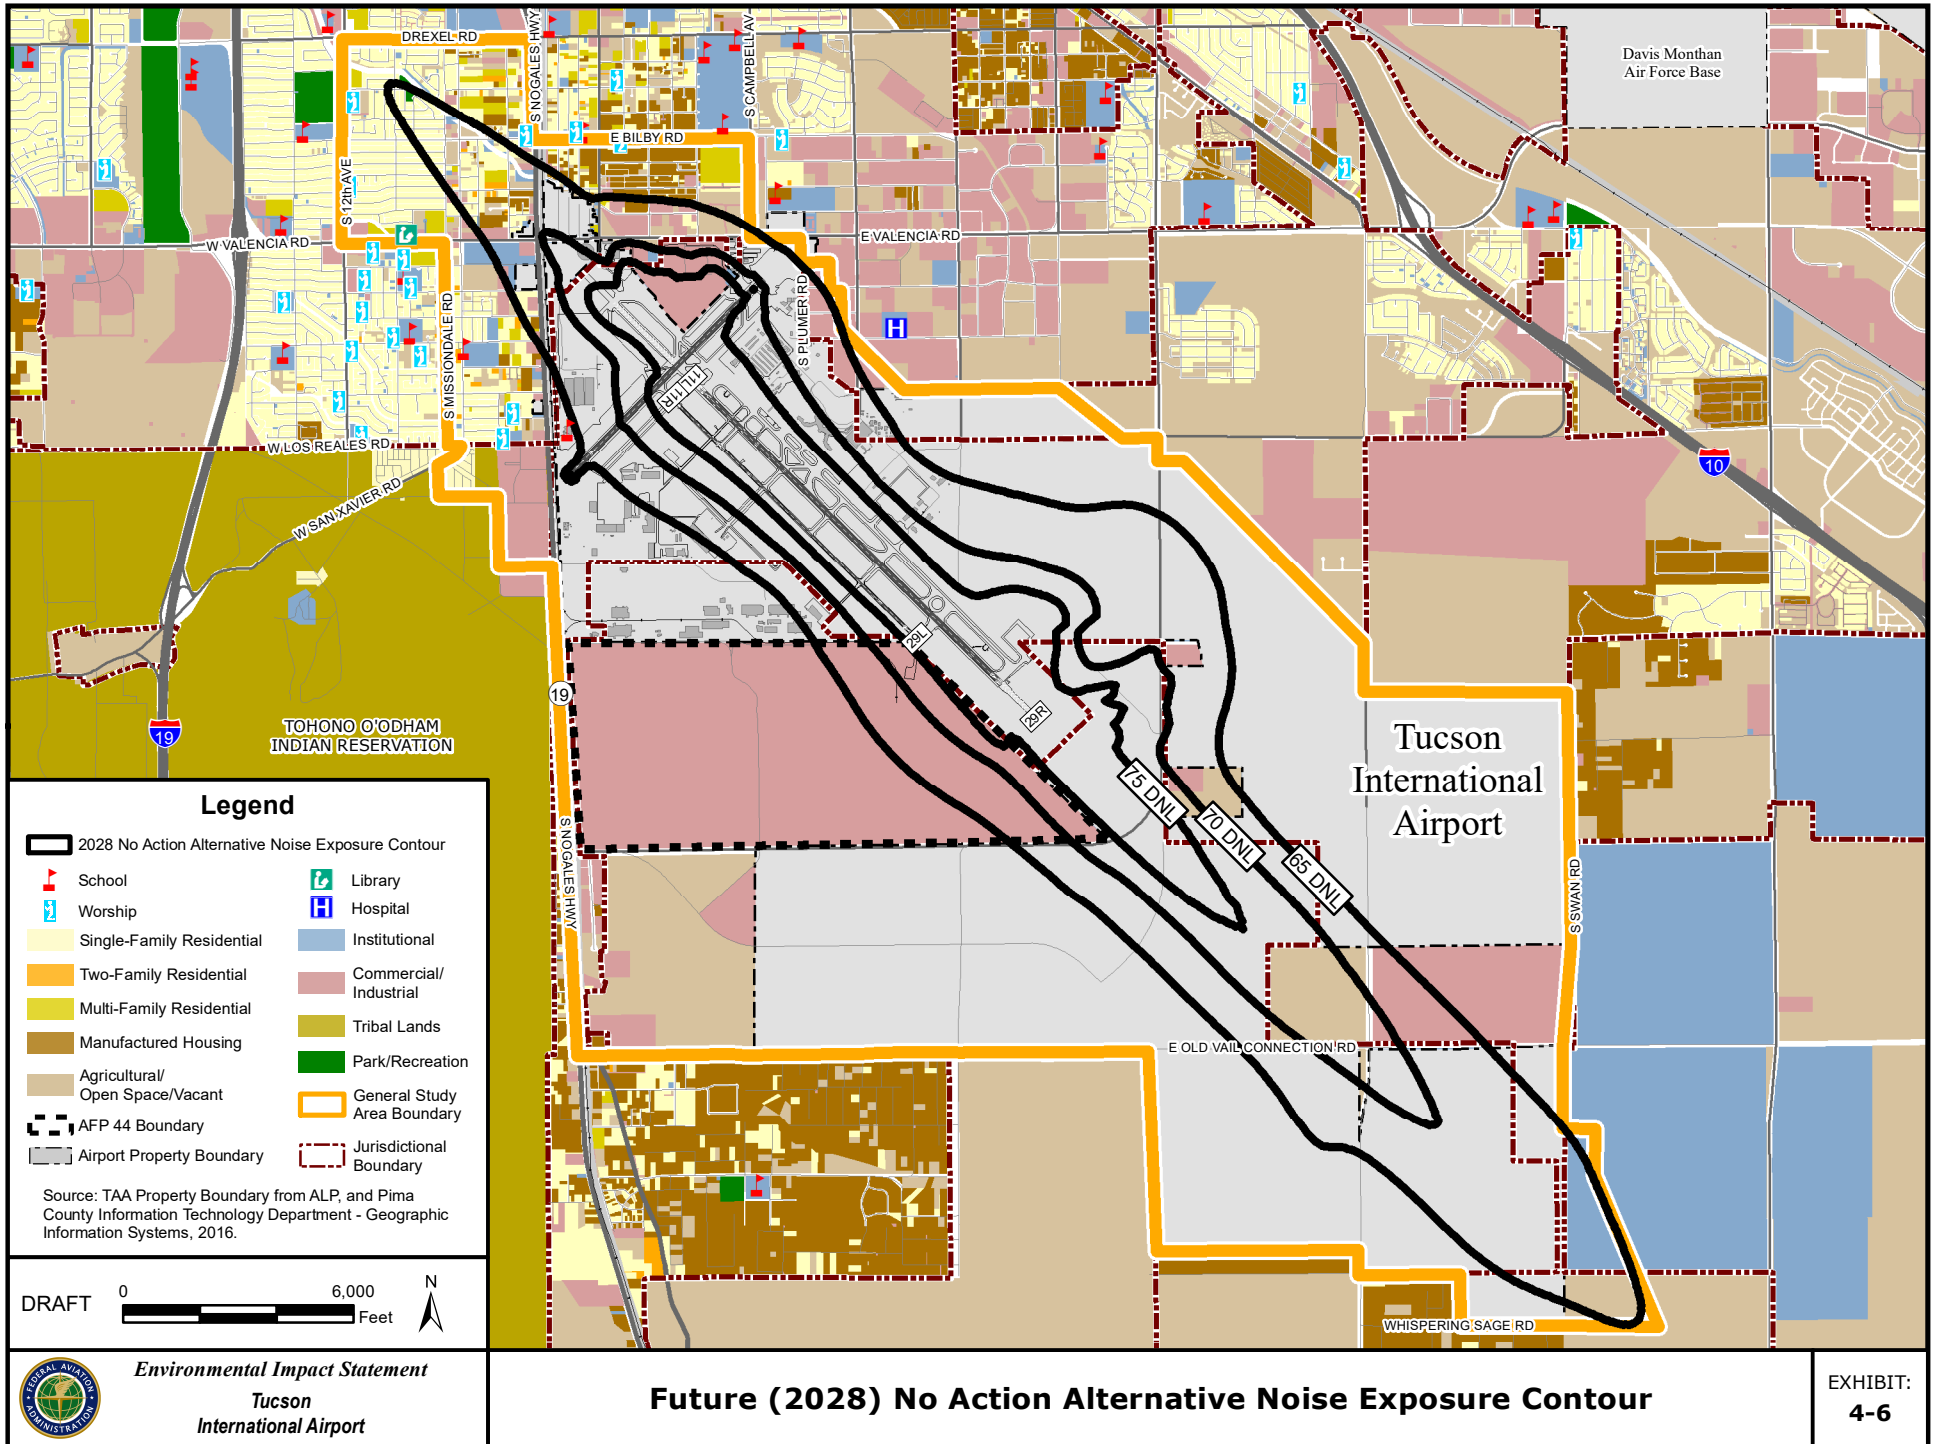 DREXEL RD
S NOGALES HWY
S CAMPBELL AV
Davis Monthan
Air Force Base
E BILBY RD
S 12th AVE
W VALENCIA RD
E VALENCIA RD
S MISSIONDALE RD
S PLUMER RD
H
11L/11R
W LOS REALES RD
W SAN XAVIER RD
10
29L
29R
19
19
TOHONO O'ODHAM
INDIAN RESERVATION
Tucson
International
Airport
75 DNL
70 DNL
65 DNL
S NOGALES HWY
S SWAN RD
E OLD VAIL CONNECTION RD
WHISPERING SAGE RD
Legend
2028 No Action Alternative Noise Exposure Contour
School
Library
Worship
H Hospital
Single-Family Residential
Institutional
Two-Family Residential
Commercial/
Industrial
Multi-Family Residential
Tribal Lands
Manufactured Housing
Park/Recreation
Agricultural/
Open Space/Vacant
General Study
Area Boundary
AFP 44 Boundary
Airport Property Boundary
Jurisdictional
Boundary
Source: TAA Property Boundary from ALP, and Pima
County Information Technology Department - Geographic
Information Systems, 2016.
DRAFT
0 6,000
Feet
N
FEDERAL AVIATION
ADMINISTRATION
Environmental Impact Statement
Tucson
International Airport
Future (2028) No Action Alternative Noise Exposure Contour
EXHIBIT:
4-6